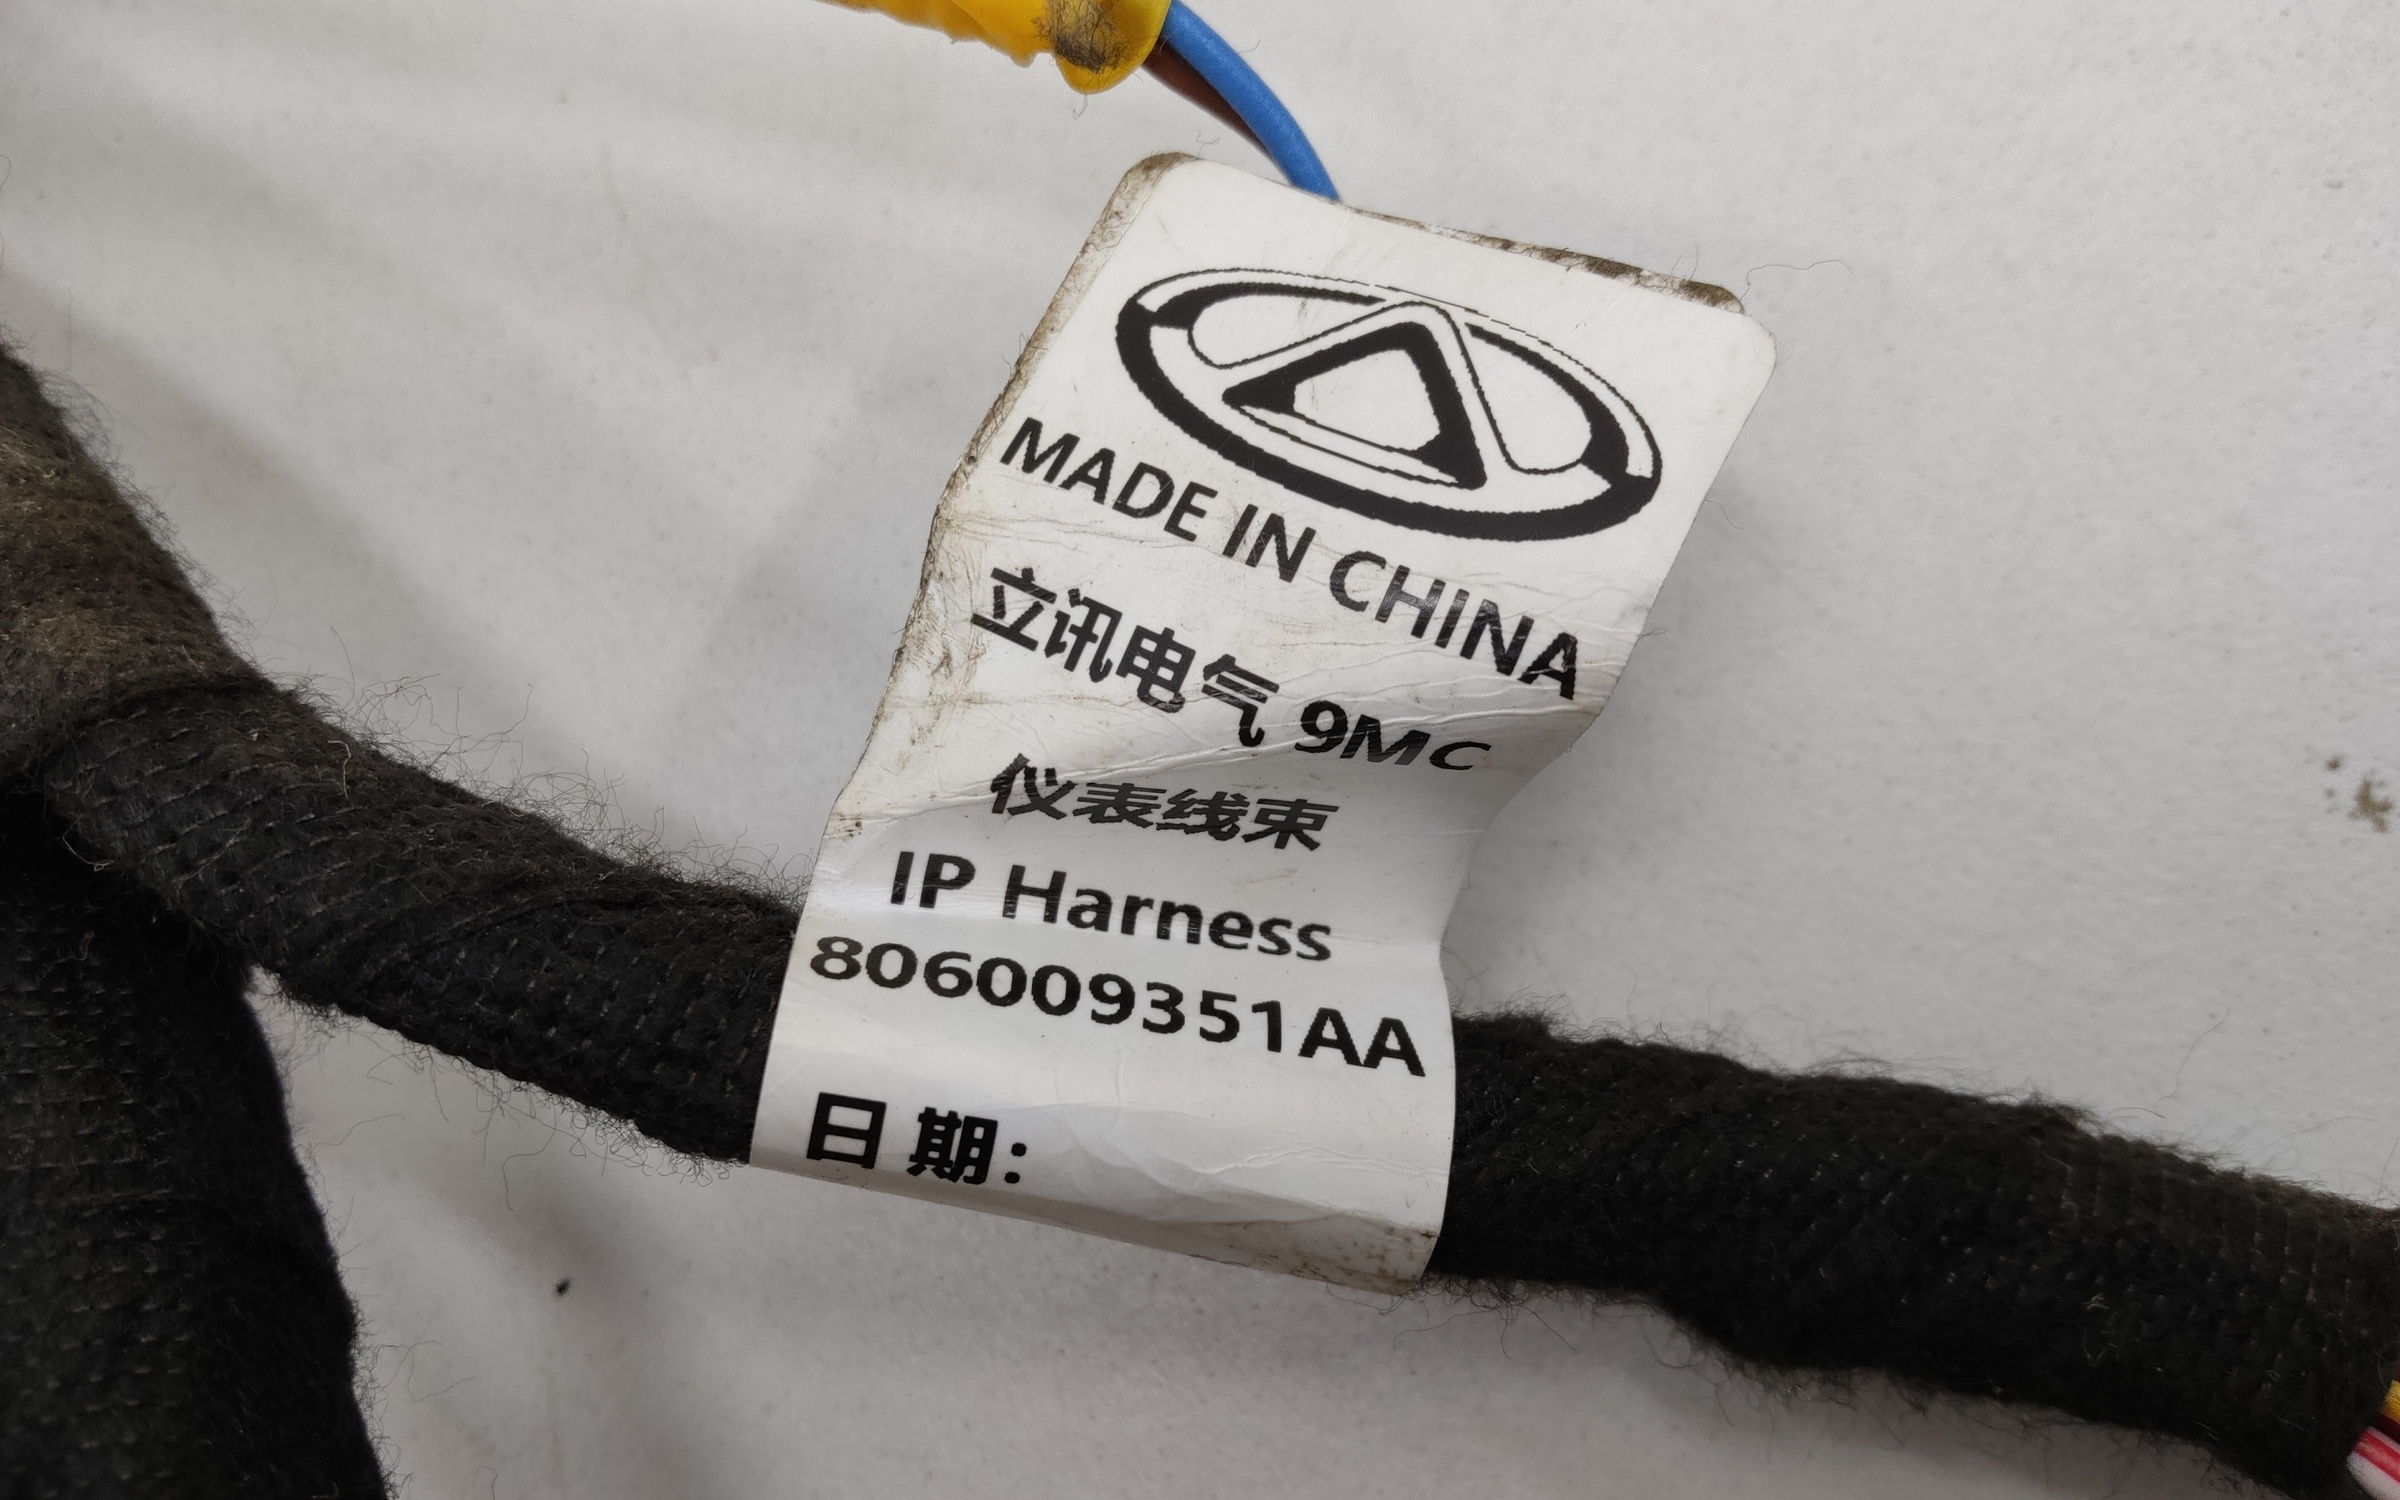 MADE IN CHINA
立讯电气 9MC
仪表线束
IP Harness
806009351AA
日期：